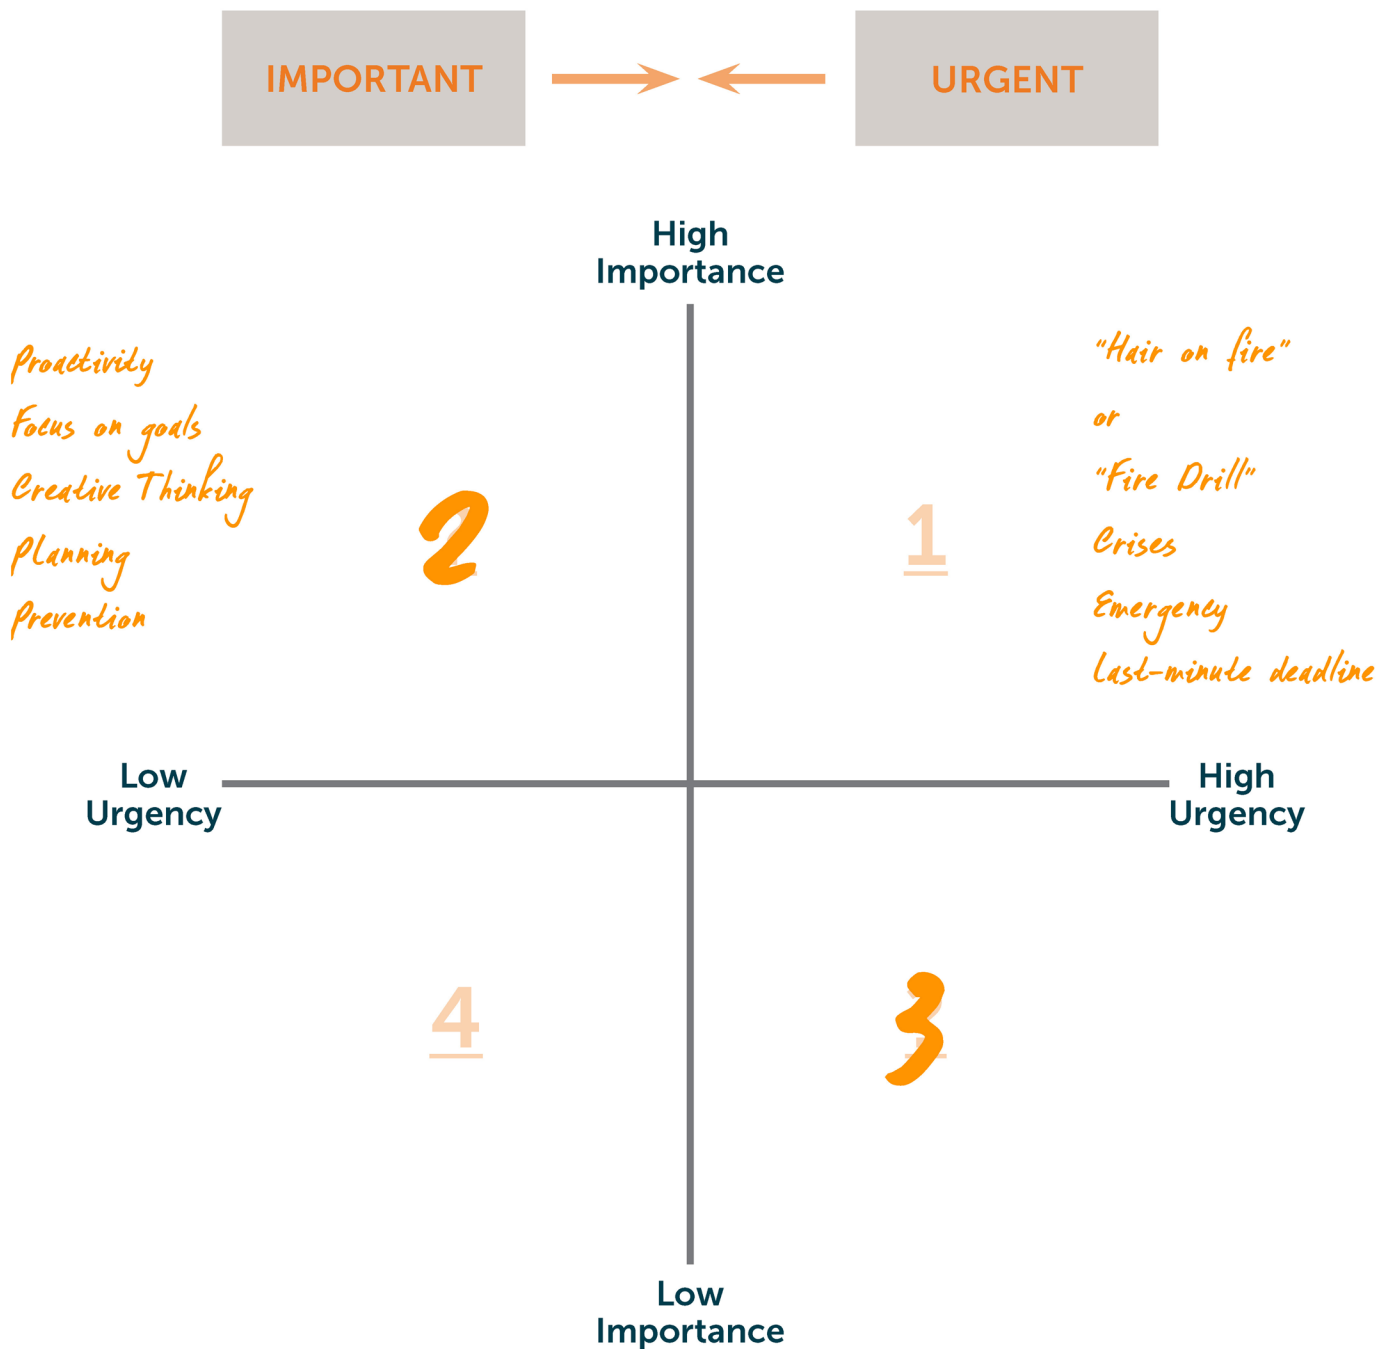 IMPORTANT
URGENT
High
Importance
Proactivity
Focus on goals
Creative Thinking
Planning
Prevention
"Hair on fire"
or
"Fire Drill"
Crises
Emergency
Last-minute deadline
2
1
Low
Urgency
High
Urgency
4
3
Low
Importance